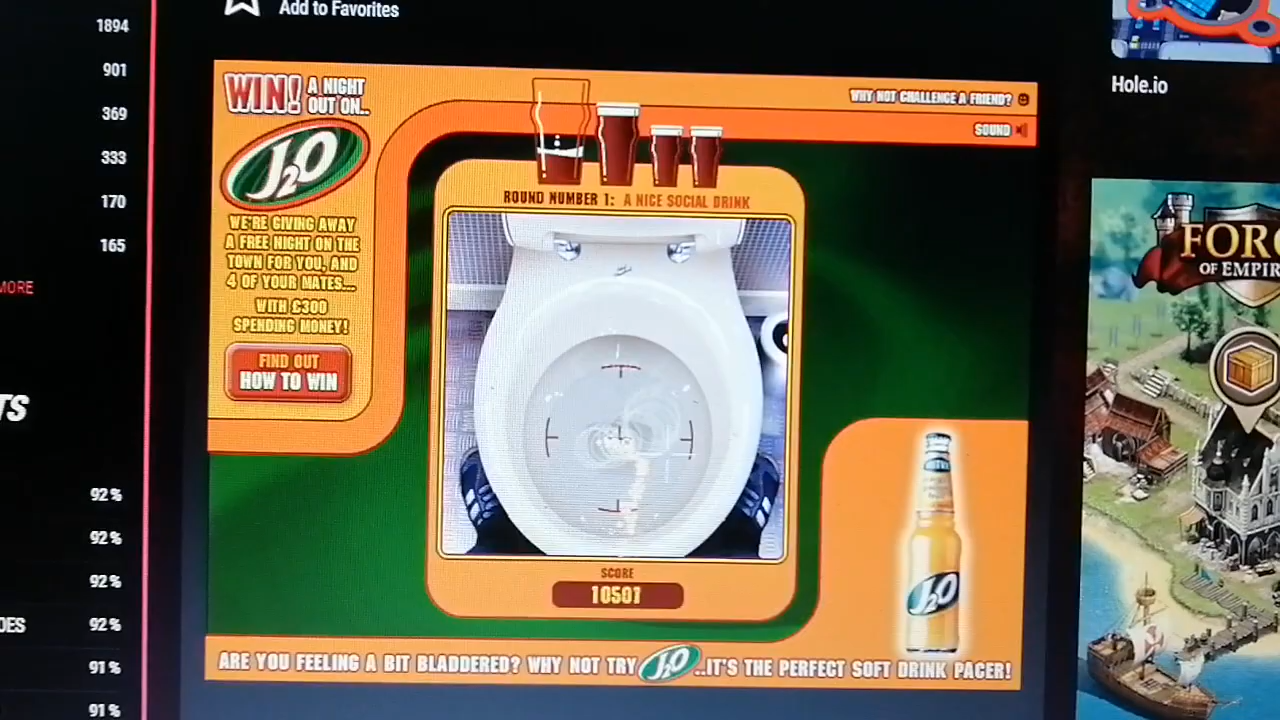 Add to Favorites
1894
901
369
333
170
165
MORE
TS
92 %
92 %
92 %
OES 92 %
91 %
91 %
WIN! A NIGHT
OUT ON..
J2O
WE'RE GIVING AWAY
A FREE NIGHT ON THE
TOWN FOR YOU, AND
4 OF YOUR MATES...
WITH £300
SPENDING MONEY!
FIND OUT
HOW TO WIN
WHY NOT CHALLENGE A FRIEND?
SOUND
ROUND NUMBER 1: A NICE SOCIAL DRINK
SCORE
10501
J2O
ARE YOU FEELING A BIT BLADDERED? WHY NOT TRY J2O ..IT'S THE PERFECT SOFT DRINK PACER!
Hole.io
FORG
OF EMPIR